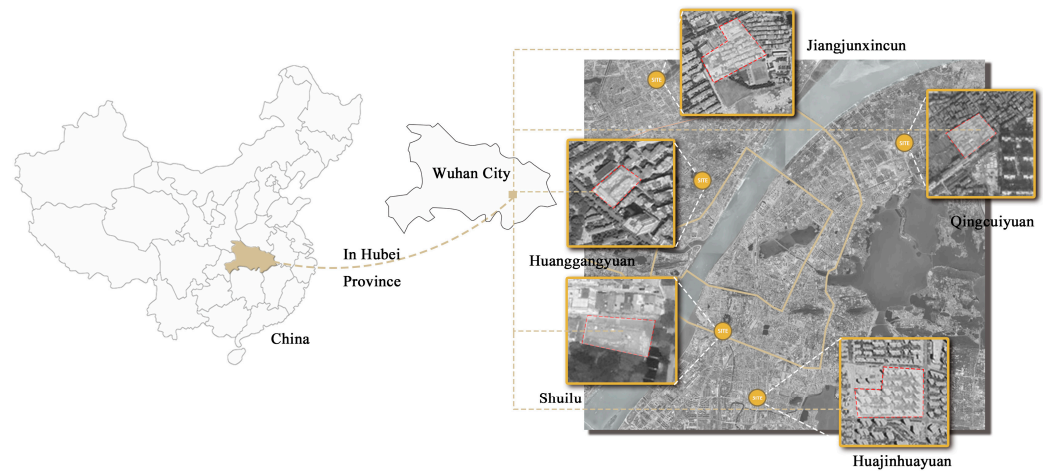 Jiangjunxincun
SITE
SITE
Wuhan City
SITE
Qingcuiyuan
In Hubei
Huanggangyuan
Province
China
SITE
Shuilu
SITE
Huajinhuayuan